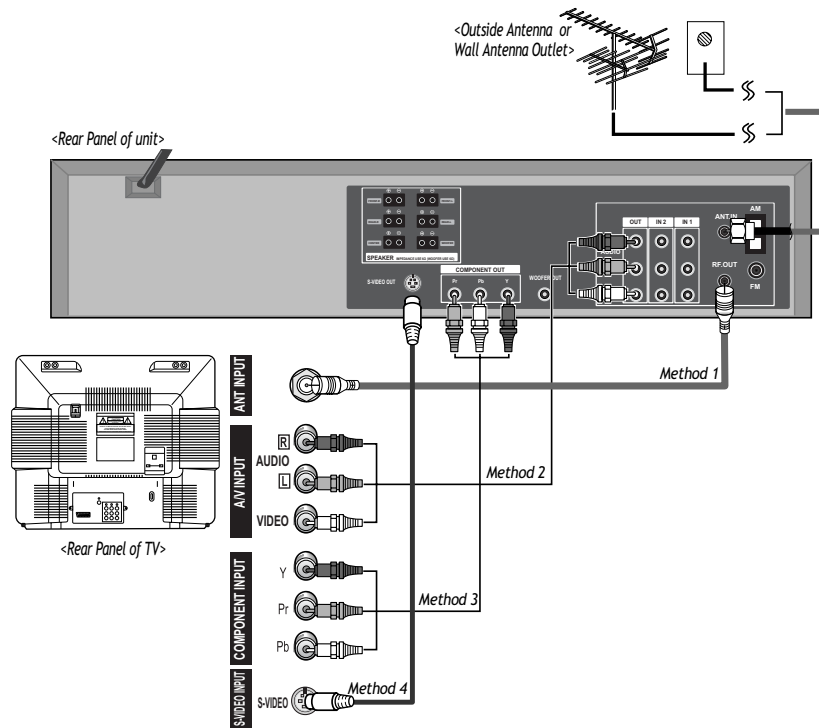 <Outside Antenna or
Wall Antenna Outlet>
<Rear Panel of unit>
AM
ANT.IN
OUT
IN 2
IN 1
AUDIO
SPEAKER
COMPONENT OUT
S-VIDEO OUT
Pr
Pb
Y
WOOFER OUT
RF.OUT
FM
Method 1
ANT INPUT
R
AUDIO
L
VIDEO
A/V INPUT
Method 2
<Rear Panel of TV>
Y
Pr
Pb
COMPONENT INPUT
Method 3
S-VIDEO
S-VIDEO INPUT
Method 4